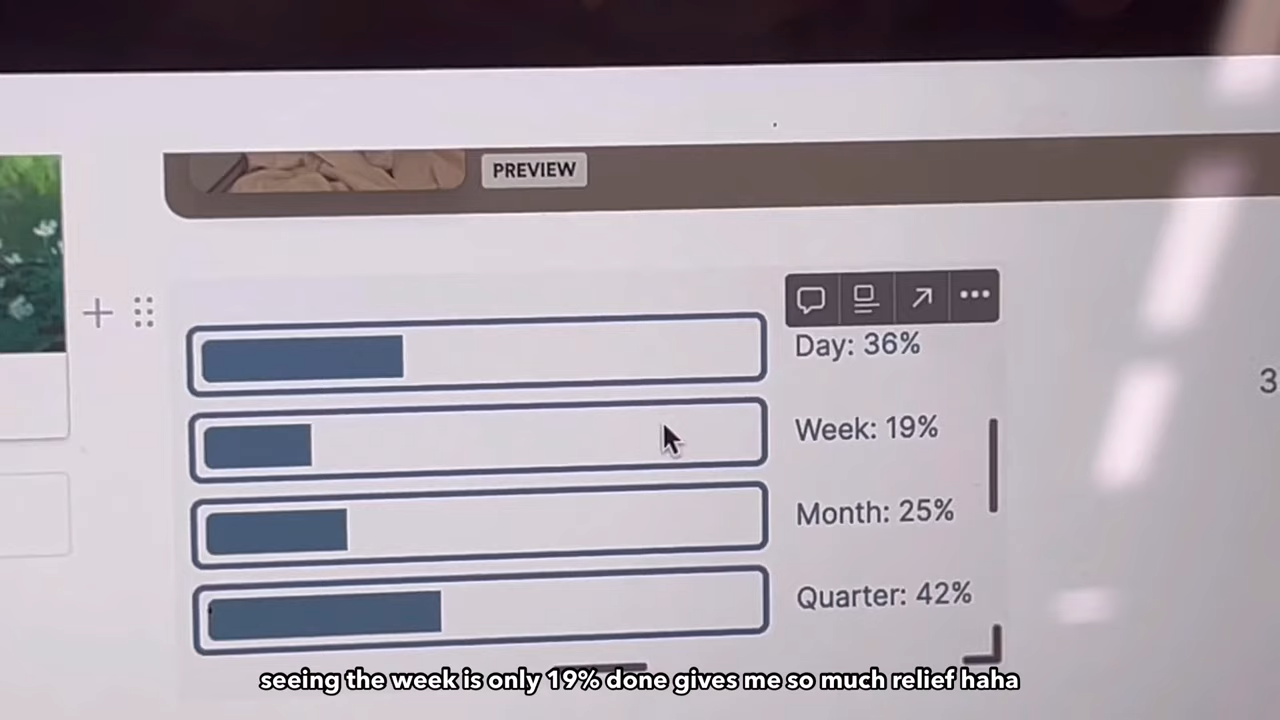 PREVIEW
Day: 36%
3
Week: 19%
Month: 25%
Quarter: 42%
seeing the week is only 19% done gives me so much relief haha